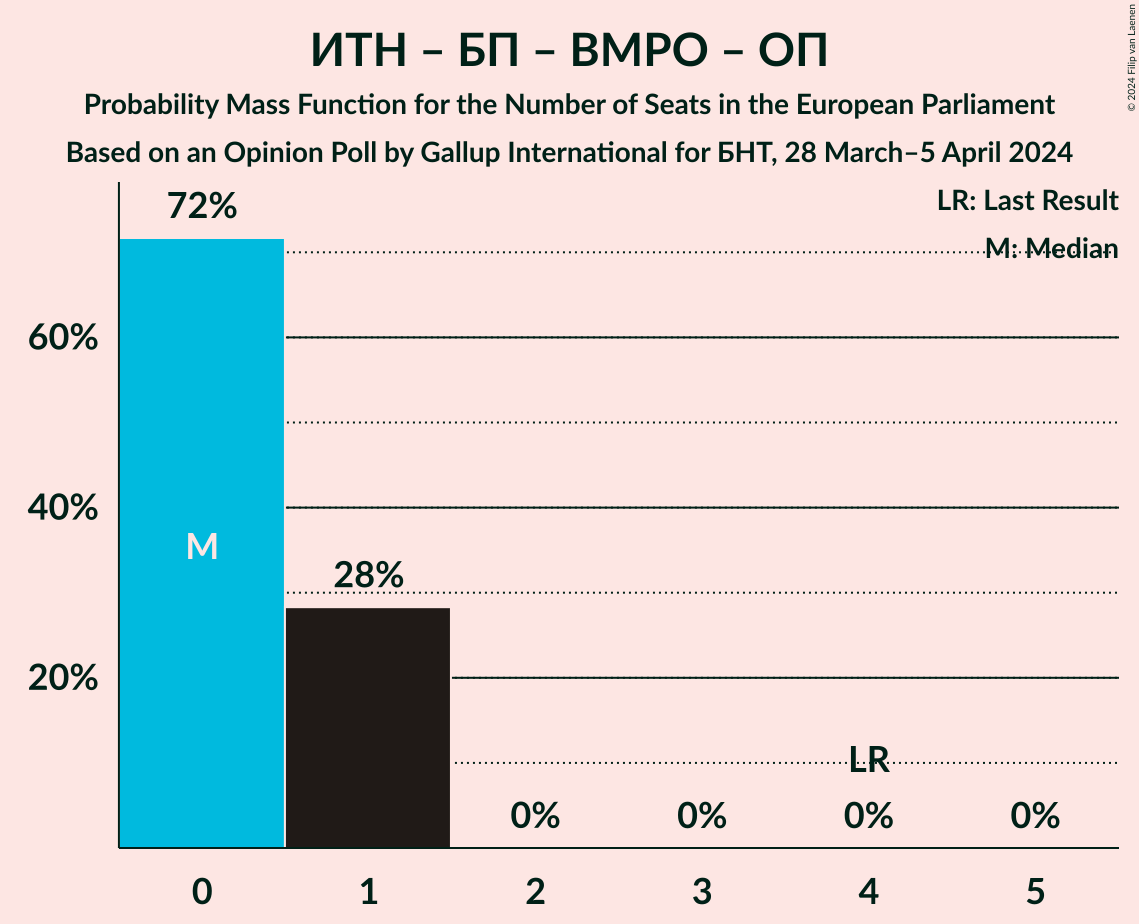 ИТН – БП – ВМРО – ОП
Probability Mass Function for the Number of Seats in the European Parliament
Based on an Opinion Poll by Gallup International for БНТ, 28 March–5 April 2024
© 2024 Filip van Laenen
LR: Last Result
M: Median
72%
60%
40%
20%
M
28%
LR
0%
0%
0%
0%
0
1
2
3
4
5